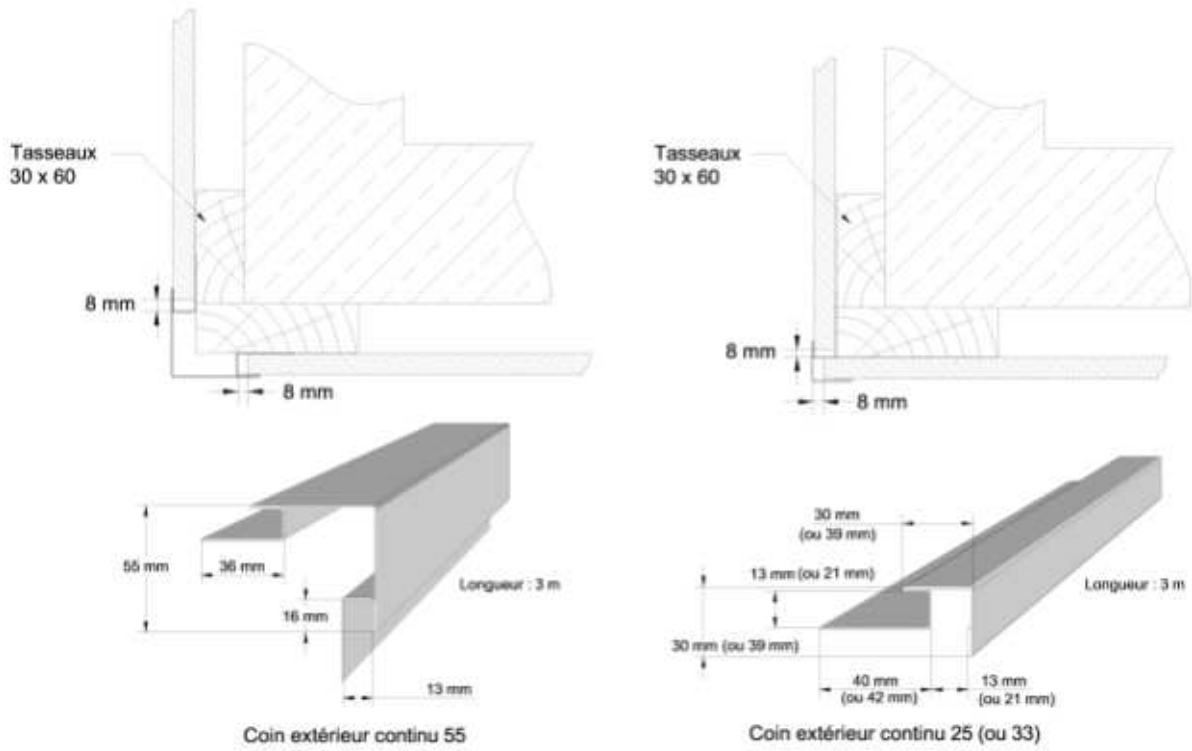 Tasseaux
30 x 60
8 mm
8 mm
55 mm
36 mm
16 mm
13 mm
Longueur : 3 m
Coin extérieur continu 55
Tasseaux
30 x 60
8 mm
8 mm
30 mm
(ou 39 mm)
13 mm (ou 21 mm)
Longueur : 3 m
30 mm (ou 39 mm)
40 mm
(ou 42 mm)
13 mm
(ou 21 mm)
Coin extérieur continu 25 (ou 33)